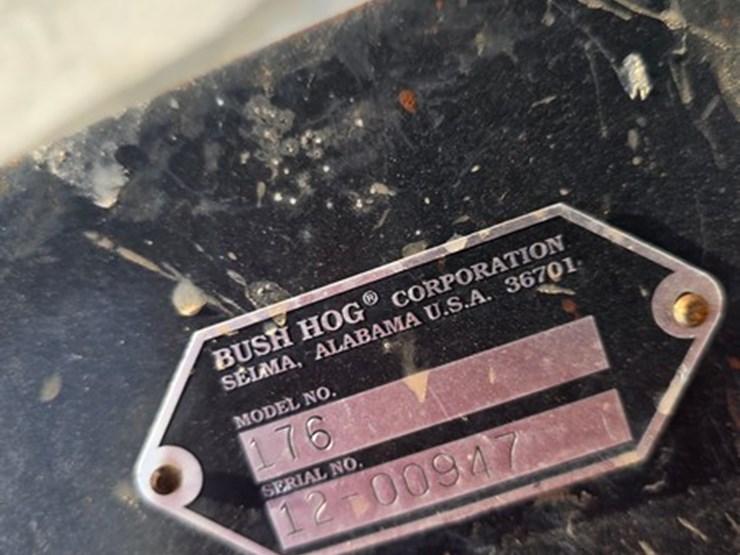 BUSH HOG® CORPORATION
SELMA, ALABAMA U.S.A. 36701
MODEL NO.
176
SERIAL NO.
12-00947